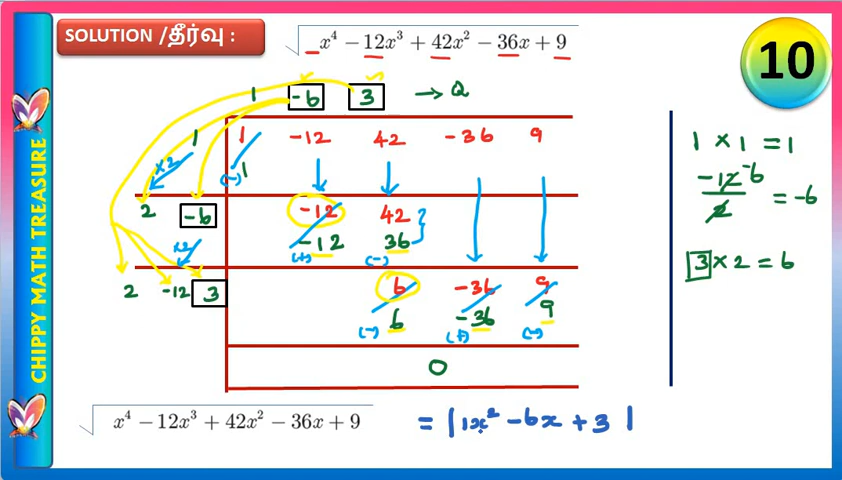 SOLUTION /தீர்வு :
√x⁴ − 12x³ + 42x² − 36x + 9
10
CHIPPY MATH TREASURE
1 -6 3 → Q
1 1 -12 42 -36 9
×2 (-) 1
2 -6 -12 42
-12 36
×2 (+) (-)
2 -12 3 6 -36 9
6 -36 9
(-) (+) (-)
0
1 × 1 = 1
-12 -6
/2 = -6
3 × 2 = 6
√x⁴ − 12x³ + 42x² − 36x + 9 = |1x² - 6x + 3|